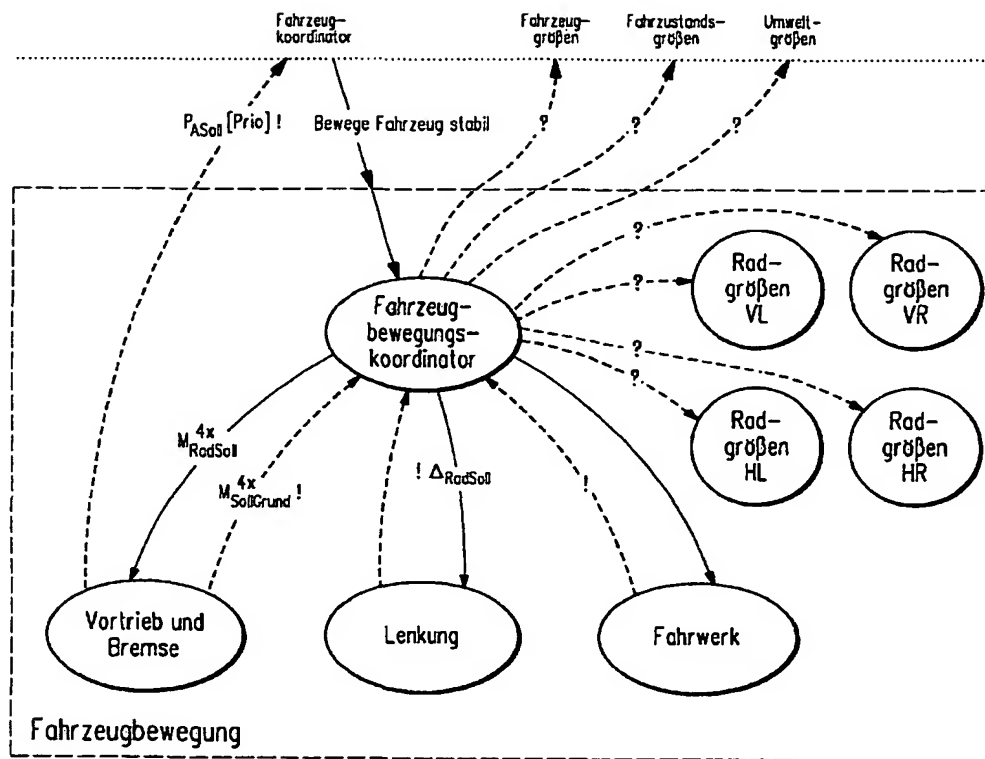 Fahrzeug-
koordinator
Fahrzeug-
größen
Fahrzustands-
größen
Umwelt-
größen
P_ASoll [Prio] !
Bewege Fahrzeug stabil
?
?
?
Fahrzeug-
bewegungs-
koordinator
?
?
?
?
Rad-
größen
VL
Rad-
größen
VR
Rad-
größen
HL
Rad-
größen
HR
M^4x_RadSoll
M^4x_SollGrund !
! Δ_RadSoll
!
Vortrieb und
Bremse
Lenkung
Fahrwerk
Fahrzeugbewegung